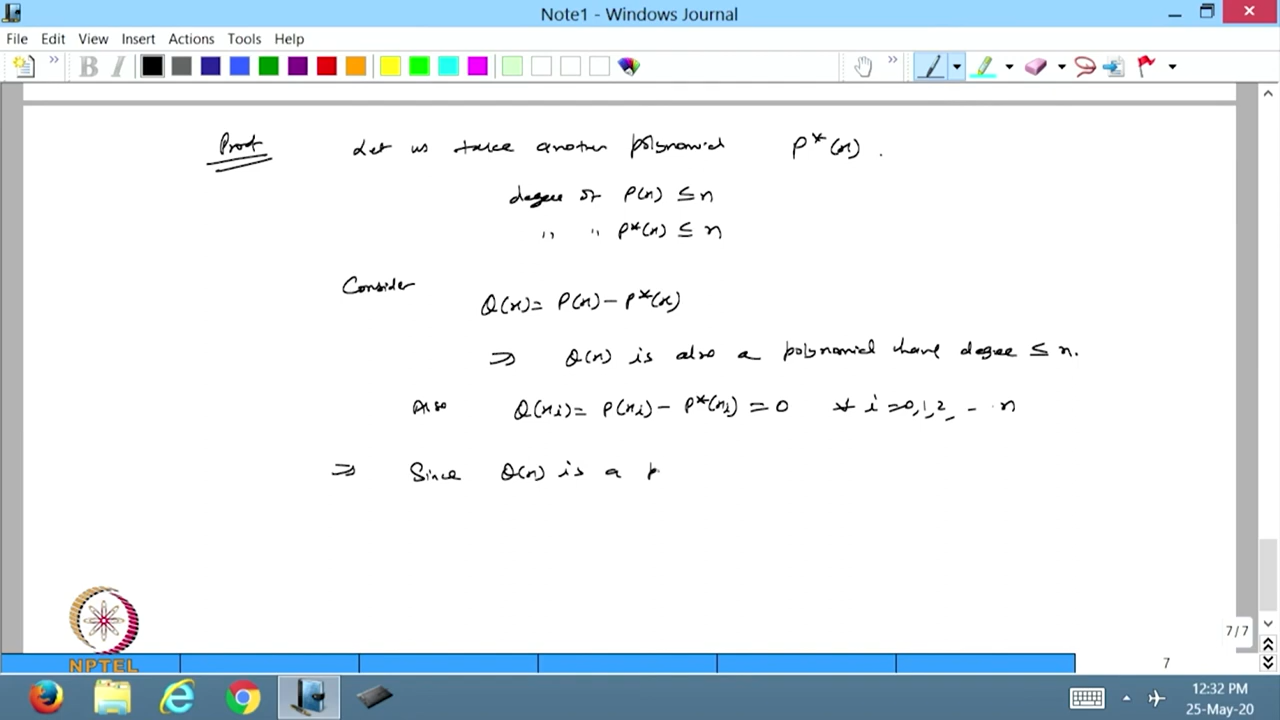 Note1 - Windows Journal
File Edit View Insert Actions Tools Help
Proof Let us take another polynomial P*(x).
degree of P(x) ≤ n
" " P*(x) ≤ n
Consider
Q(x) = P(x) - P*(x)
⇒ Q(x) is also a polynomial have degree ≤ n.
Also Q(xi) = P(xi) - P*(xi) = 0 ∀ i = 0, 1, 2, - - n
⇒ Since Q(x) is a p
7/7
NPTEL
7
12:32 PM
25-May-20